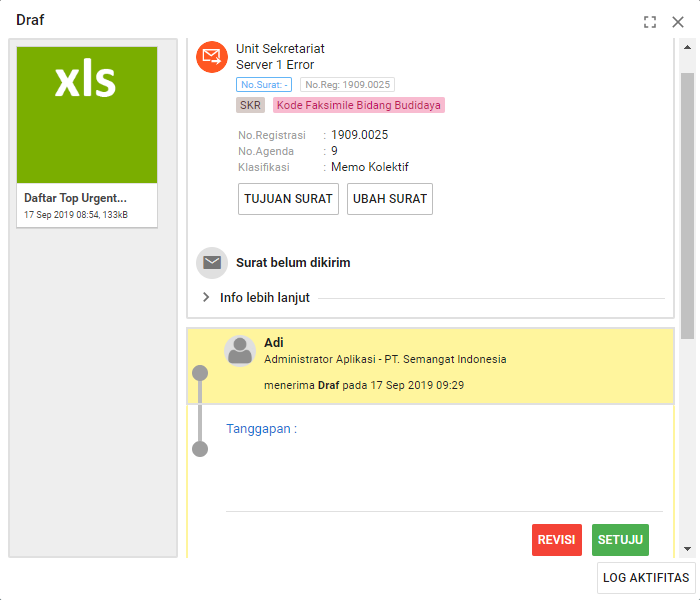 Draf
xls
Daftar Top Urgent...
17 Sep 2019 08:54, 133kB
Unit Sekretariat
Server 1 Error
No.Surat: - No.Reg: 1909.0025
SKR Kode Faksimile Bidang Budidaya
No.Registrasi : 1909.0025
No.Agenda : 9
Klasifikasi : Memo Kolektif
TUJUAN SURAT UBAH SURAT
Surat belum dikirim
Info lebih lanjut
Adi
Administrator Aplikasi - PT. Semangat Indonesia
menerima Draf pada 17 Sep 2019 09:29
Tanggapan :
REVISI SETUJU
LOG AKTIFITAS